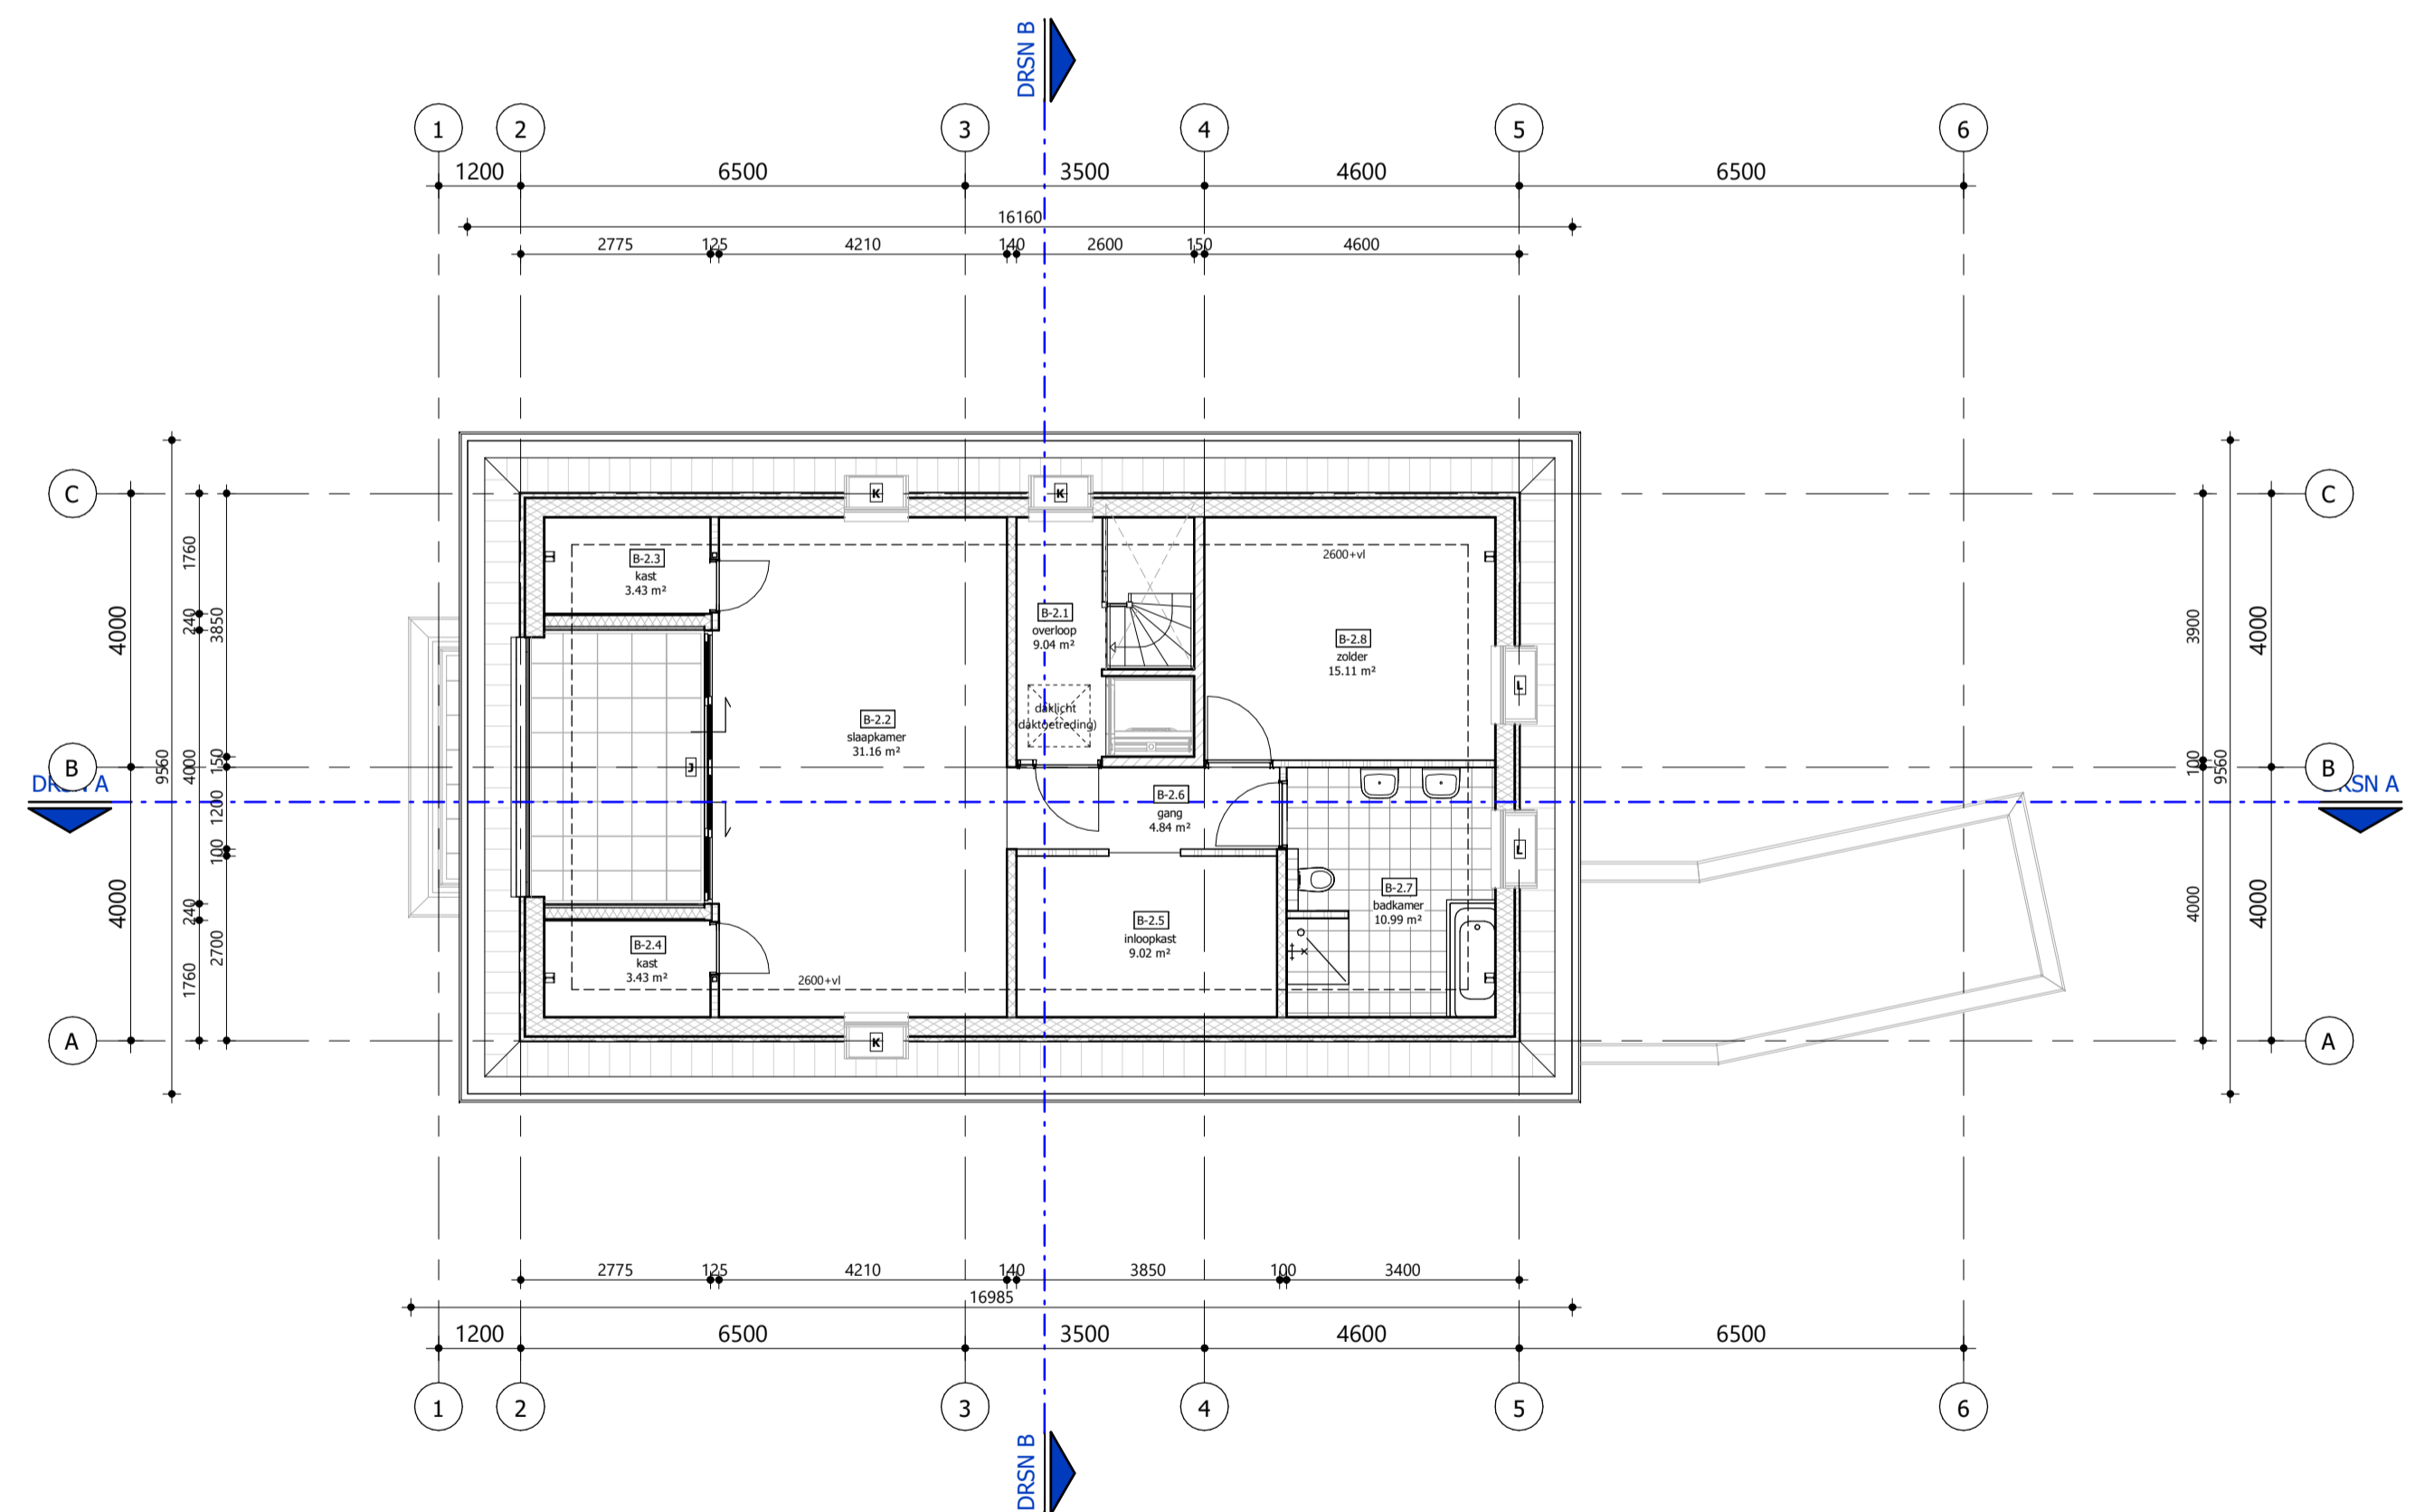 DRSN B
1 2 3 4 5 6
1200 6500 3500 4600 6500
16160
2775 125 4210 140 2600 150 4600
C
B
A
DRSN A
4000
4000
9560
1760
240
4000
240
1760
3850
150
1200
100
2700
K
K
B-2.3
kast
3.43 m²
2600+vl
B-2.1
overloop
9.04 m²
B-2.8
zolder
15.11 m²
L
B-2.2
slaapkamer
31.16 m²
daklicht
(daktoetreding)
J
B-2.6
gang
4.84 m²
L
B-2.7
badkamer
10.99 m²
B-2.5
inloopkast
9.02 m²
B-2.4
kast
3.43 m²
2600+vl
K
3900
100
4000
9560
4000
4000
C
B
A
DRSN A
2775 125 4210 140 3850 100 3400
16985
1200 6500 3500 4600 6500
1 2 3 4 5 6
DRSN B